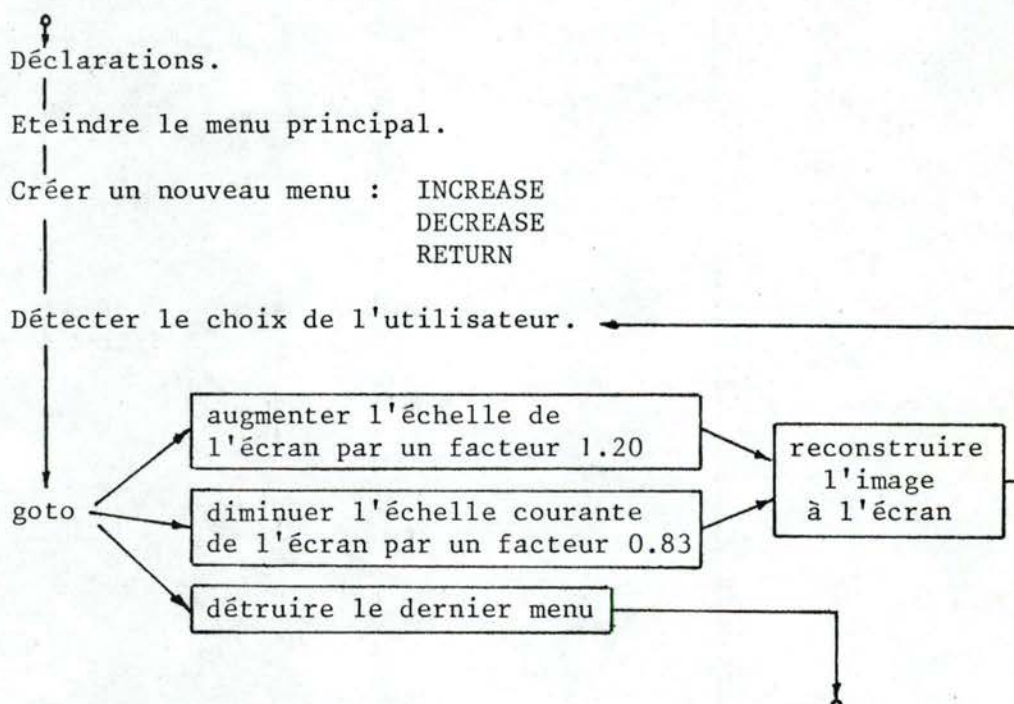 Déclarations.
Eteindre le menu principal.
Créer un nouveau menu : INCREASE
DECREASE
RETURN
Détecter le choix de l'utilisateur.
augmenter l'échelle de
l'écran par un facteur 1.20
reconstruire
l'image
à l'écran
goto
diminuer l'échelle courante
de l'écran par un facteur 0.83
détruire le dernier menu